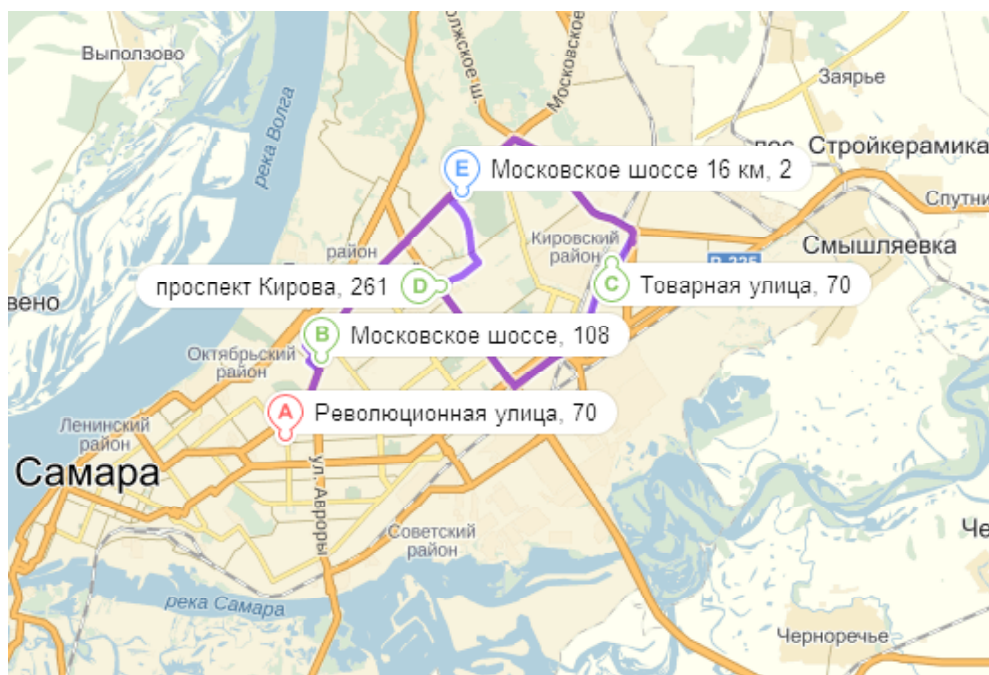 Выползово
река Волга
олжское ш.
Московское
Заярье
пос. Стройкерамика
E Московское шоссе 16 км, 2
Спутни
Кировский
район
Смышляевка
район
проспект Кирова, 261 D
C Товарная улица, 70
вено
B Московское шоссе, 108
Октябрьский
район
A Революционная улица, 70
Ленинский
район
Самара
ул. Авроры
Советский
район
Че
река Самара
Черноречье